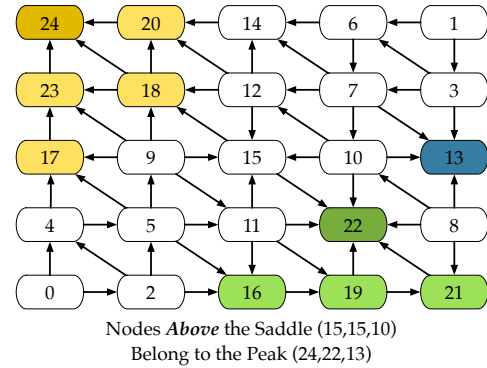 24 20 14 6 1
23 18 12 7 3
17 9 15 10 13
4 5 11 22 8
0 2 16 19 21
Nodes Above the Saddle (15,15,10)
Belong to the Peak (24,22,13)